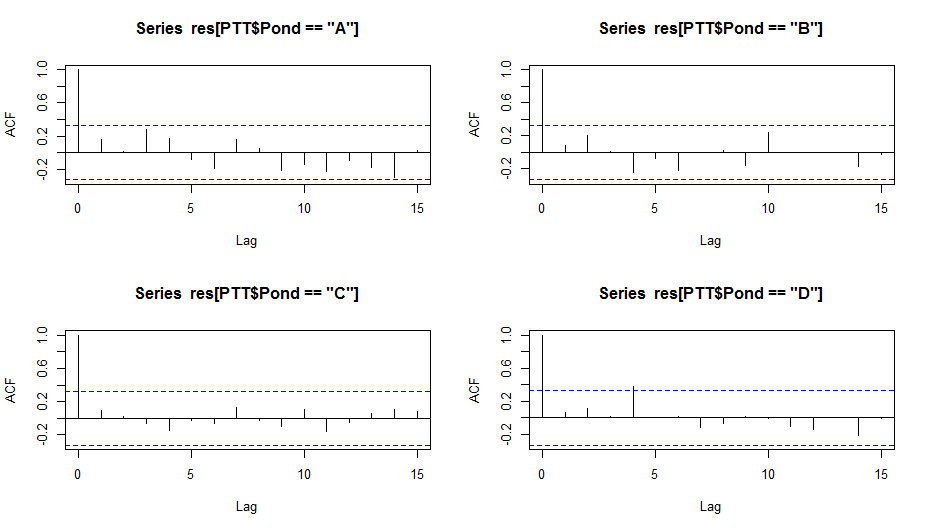 Series res[PTT$Pond == "A"]
ACF
1.0
0.6
0.2
-0.2
0 5 10 15
Lag
Series res[PTT$Pond == "B"]
ACF
1.0
0.6
0.2
-0.2
0 5 10 15
Lag
Series res[PTT$Pond == "C"]
ACF
1.0
0.6
0.2
-0.2
0 5 10 15
Lag
Series res[PTT$Pond == "D"]
ACF
1.0
0.6
0.2
-0.2
0 5 10 15
Lag